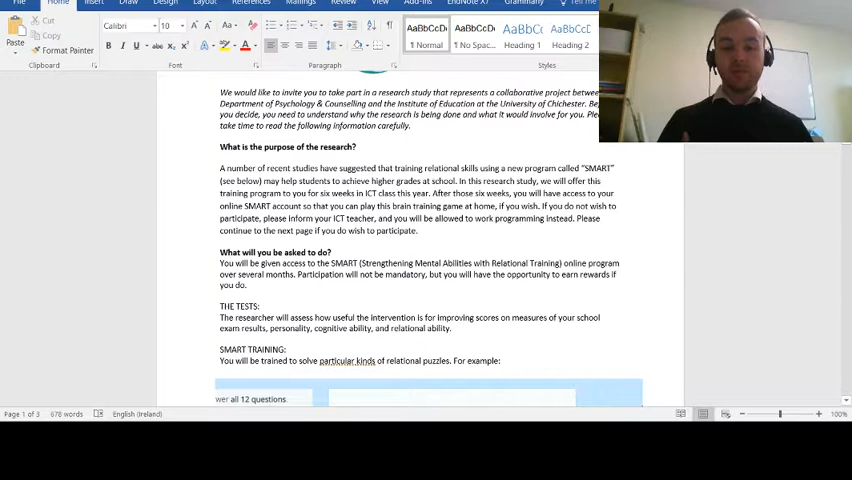 File Home Insert Draw Design Layout References Mailings Review View Add-ins EndNote X7 Grammarly Tell me
Cut
Copy
Paste
Format Painter
Clipboard
Calibri 10
Font
Paragraph
AaBbCcDc AaBbCcDc AaBbCc AaBbCcD
¶ Normal ¶ No Spac... Heading 1 Heading 2
Styles
We would like to invite you to take part in a research study that represents a collaborative project betwe
Department of Psychology & Counselling and the Institute of Education at the University of Chichester. Be
you decide, you need to understand why the research is being done and what it would involve for you. Ple
take time to read the following information carefully.
What is the purpose of the research?
A number of recent studies have suggested that training relational skills using a new program called “SMART”
(see below) may help students to achieve higher grades at school. In this research study, we will offer this
training program to you for six weeks in ICT class this year. After those six weeks, you will have access to your
online SMART account so that you can play this brain training game at home, if you wish. If you do not wish to
participate, please inform your ICT teacher, and you will be allowed to work programming instead. Please
continue to the next page if you do wish to participate.
What will you be asked to do?
You will be given access to the SMART (Strengthening Mental Abilities with Relational Training) online program
over several months. Participation will not be mandatory, but you will have the opportunity to earn rewards if
you do.
THE TESTS:
The researcher will assess how useful the intervention is for improving scores on measures of your school
exam results, personality, cognitive ability, and relational ability.
SMART TRAINING:
You will be trained to solve particular kinds of relational puzzles. For example:
wer all 12 questions
Page 1 of 3 678 words English (Ireland) 100%